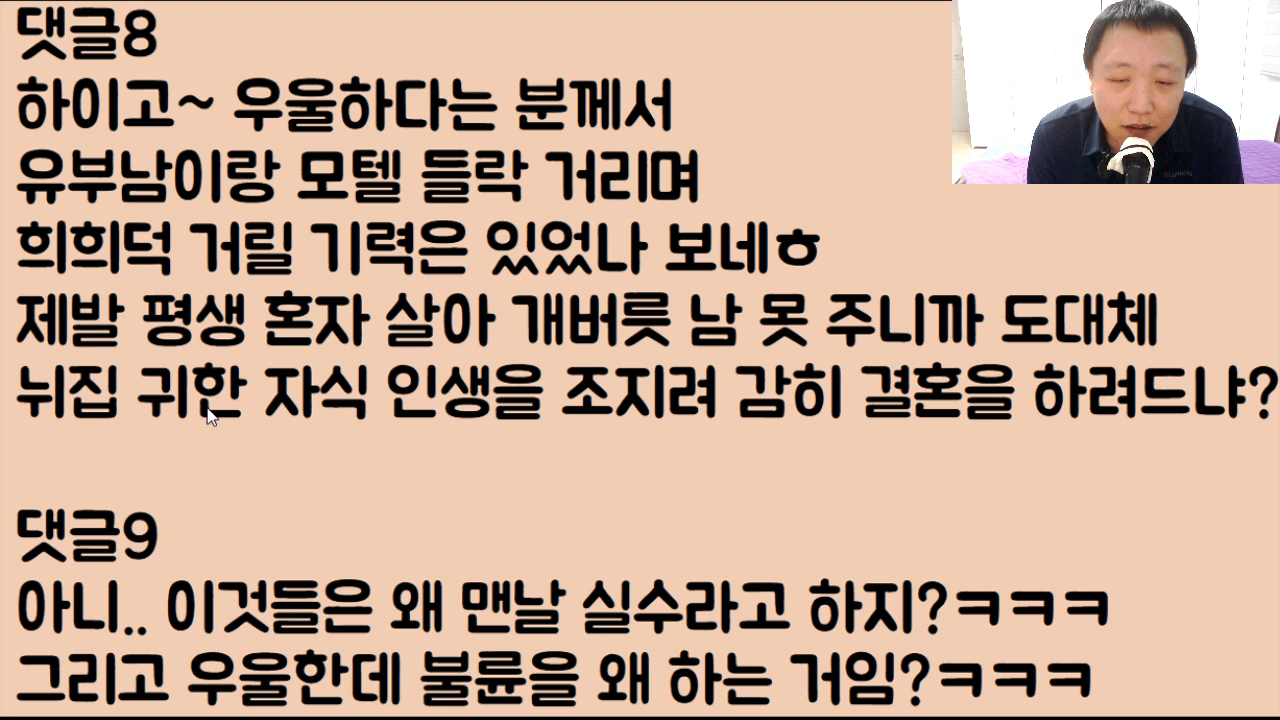 댓글8
하이고~ 우울하다는 분께서
유부남이랑 모텔 들락 거리며
희희덕 거릴 기력은 있었나 보네ㅎ
제발 평생 혼자 살아 개버릇 남 못 주니까 도대체
뉘집 귀한 자식 인생을 조지려 감히 결혼을 하려드냐?
댓글9
아니.. 이것들은 왜 맨날 실수라고 하지?ㅋㅋㅋ
그리고 우울한데 불륜을 왜 하는 거임?ㅋㅋㅋ